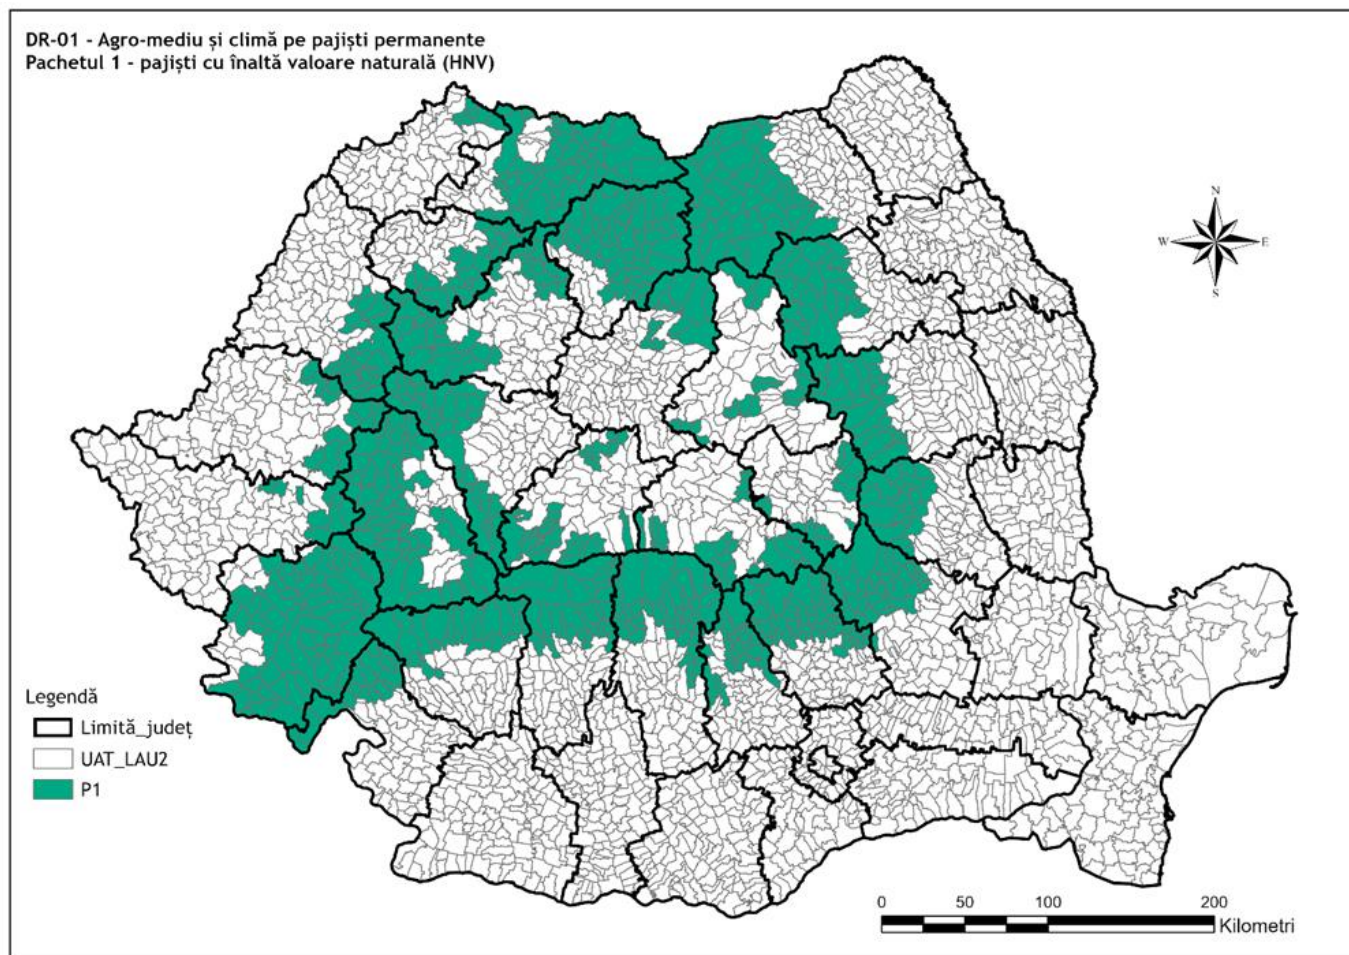 DR-01 - Agro-mediu și climă pe pajiști permanente
Pachetul 1 - pajiști cu înaltă valoare naturală (HNV)
N
W E
S
Legendă
Limită_județ
UAT_LAU2
P1
0 50 100 200
Kilometri